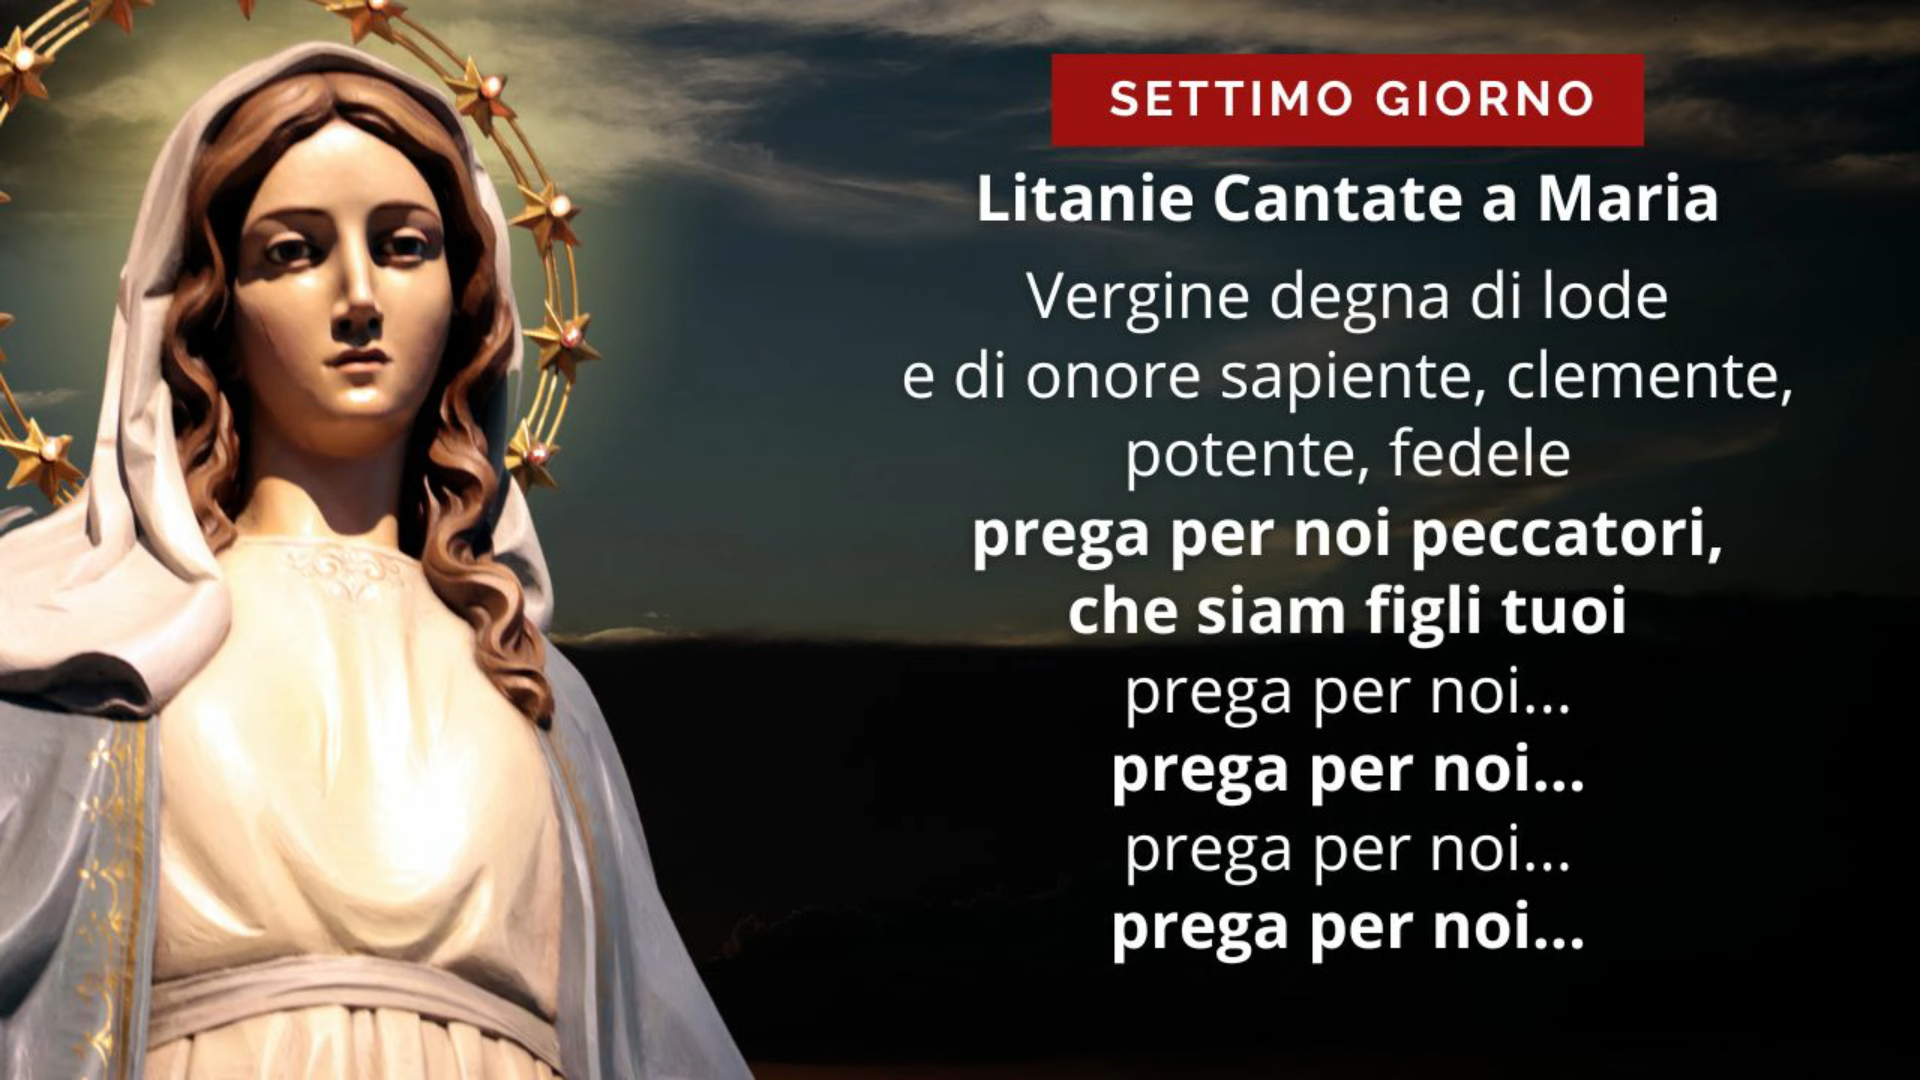 SETTIMO GIORNO
Litanie Cantate a Maria
Vergine degna di lode
e di onore sapiente, clemente,
potente, fedele
prega per noi peccatori,
che siam figli tuoi
prega per noi...
prega per noi...
prega per noi...
prega per noi...